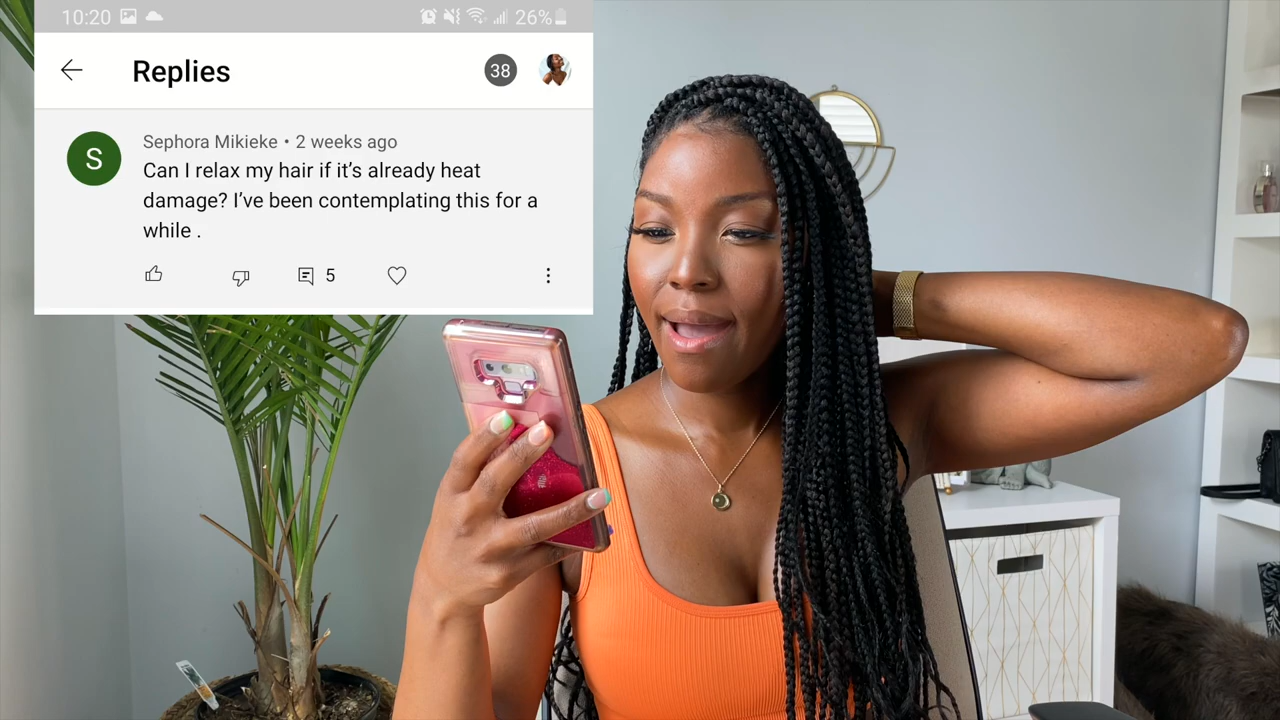 10:20 26%
Replies 38
S
Sephora Mikieke • 2 weeks ago
Can I relax my hair if it's already heat
damage? I've been contemplating this for a
while .
5